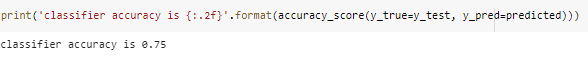 print('classifier accuracy is {:.2f}'.format(accuracy_score(y_true=y_test, y_pred=predicted)))
classifier accuracy is 0.75